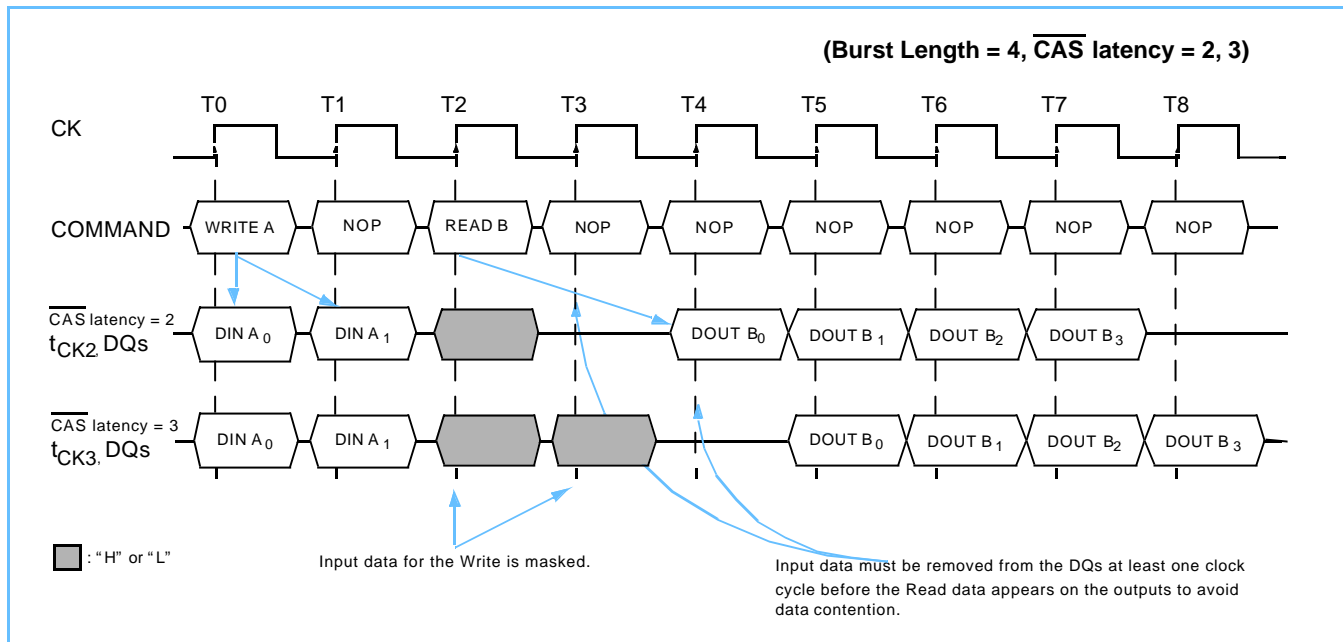 (Burst Length = 4, CAS latency = 2, 3)
T0 T1 T2 T3 T4 T5 T6 T7 T8
CK
COMMAND WRITE A NOP READ B NOP NOP NOP NOP NOP NOP
CAS latency = 2
tCK2, DQs DIN A0 DIN A1 DOUT B0 DOUT B1 DOUT B2 DOUT B3
CAS latency = 3
tCK3, DQs DIN A0 DIN A1 DOUT B0 DOUT B1 DOUT B2 DOUT B3
: “H” or “L”
Input data for the Write is masked.
Input data must be removed from the DQs at least one clock
cycle before the Read data appears on the outputs to avoid
data contention.